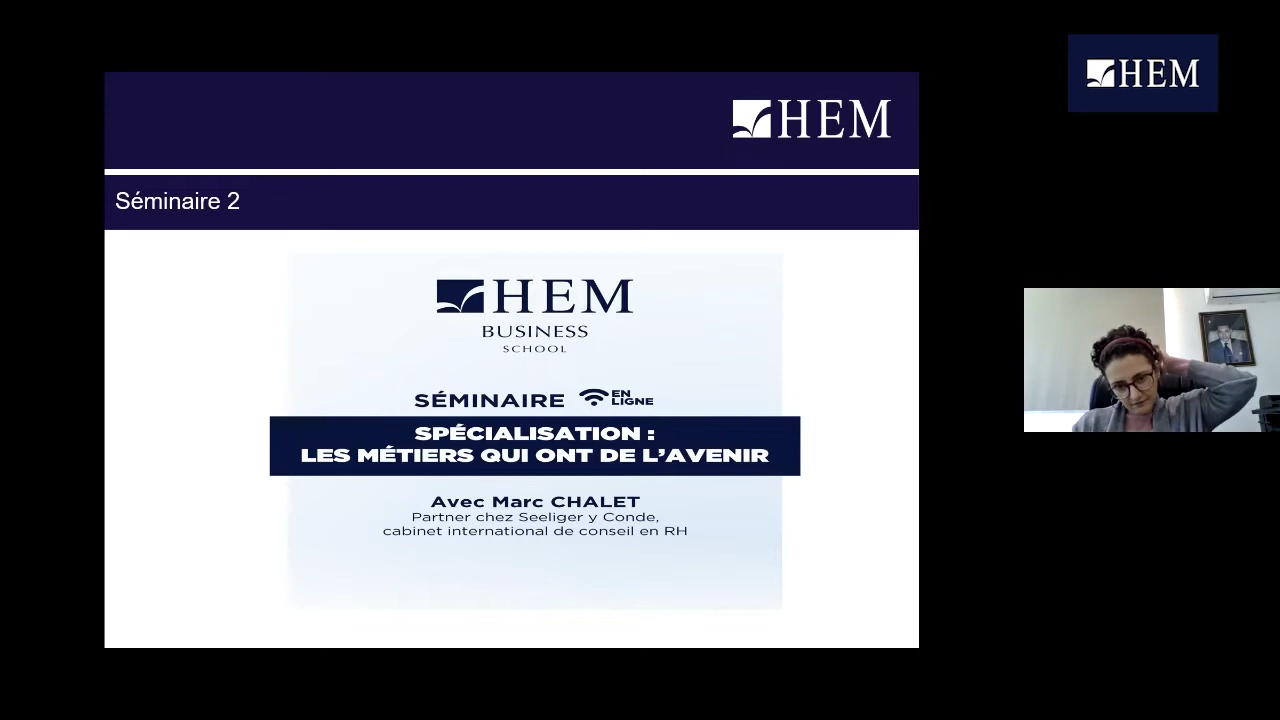 HEM
HEM
Séminaire 2
HEM
BUSINESS
SCHOOL
SÉMINAIRE EN LIGNE
SPÉCIALISATION :
LES MÉTIERS QUI ONT DE L'AVENIR
Avec Marc CHALET
Partner chez Seeliger y Conde,
cabinet international de conseil en RH